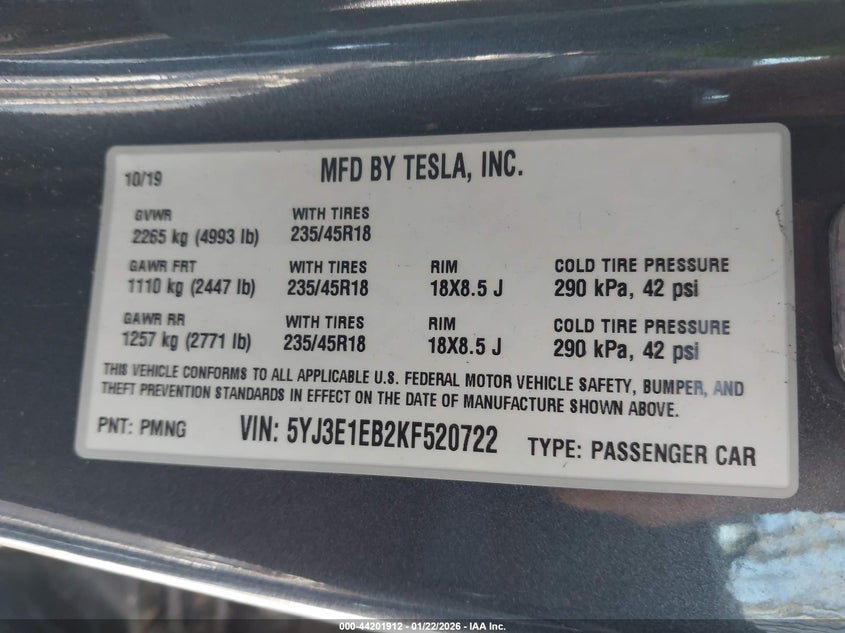 10/19 MFD BY TESLA, INC.
GVWR WITH TIRES
2265 kg (4993 lb) 235/45R18
GAWR FRT WITH TIRES RIM COLD TIRE PRESSURE
1110 kg (2447 lb) 235/45R18 18X8.5 J 290 kPa, 42 psi
GAWR RR WITH TIRES RIM COLD TIRE PRESSURE
1257 kg (2771 lb) 235/45R18 18X8.5 J 290 kPa, 42 psi
THIS VEHICLE CONFORMS TO ALL APPLICABLE U.S. FEDERAL MOTOR VEHICLE SAFETY, BUMPER, AND
THEFT PREVENTION STANDARDS IN EFFECT ON THE DATE OF MANUFACTURE SHOWN ABOVE.
PNT: PMNG VIN: 5YJ3E1EB2KF520722 TYPE: PASSENGER CAR
000-44201912 - 01/22/2026 - IAA Inc.